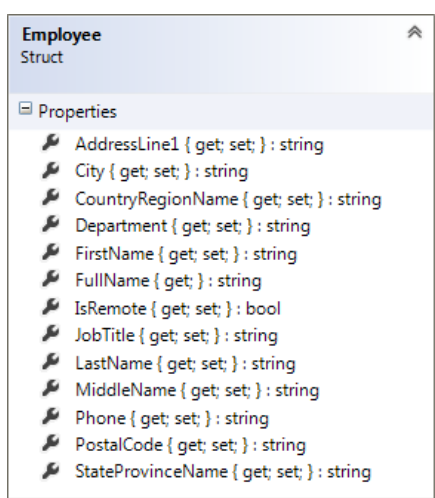 Employee
Struct
Properties
AddressLine1 { get; set; } : string
City { get; set; } : string
CountryRegionName { get; set; } : string
Department { get; set; } : string
FirstName { get; set; } : string
FullName { get; } : string
IsRemote { get; set; } : bool
JobTitle { get; set; } : string
LastName { get; set; } : string
MiddleName { get; set; } : string
Phone { get; set; } : string
PostalCode { get; set; } : string
StateProvinceName { get; set; } : string